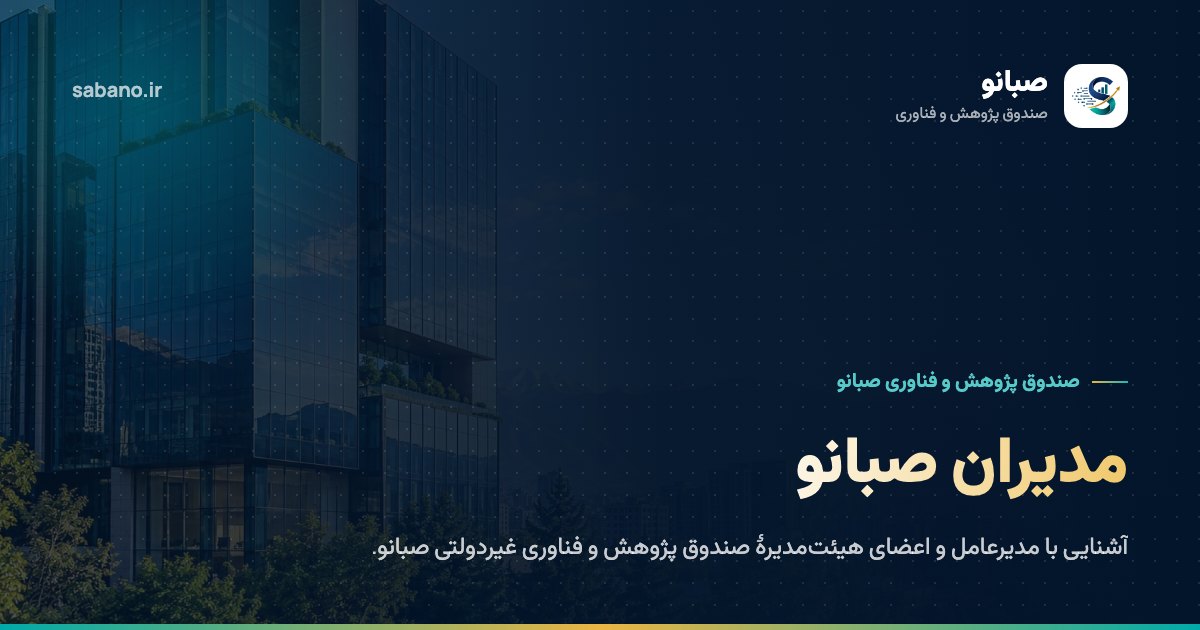 صبانو
صندوق پژوهش و فناوری
sabano.ir
صندوق پژوهش و فناوری صبانو
مدیران صبانو
آشنایی با مدیرعامل و اعضای هیئت‌مدیرهٔ صندوق پژوهش و فناوری غیردولتی صبانو.